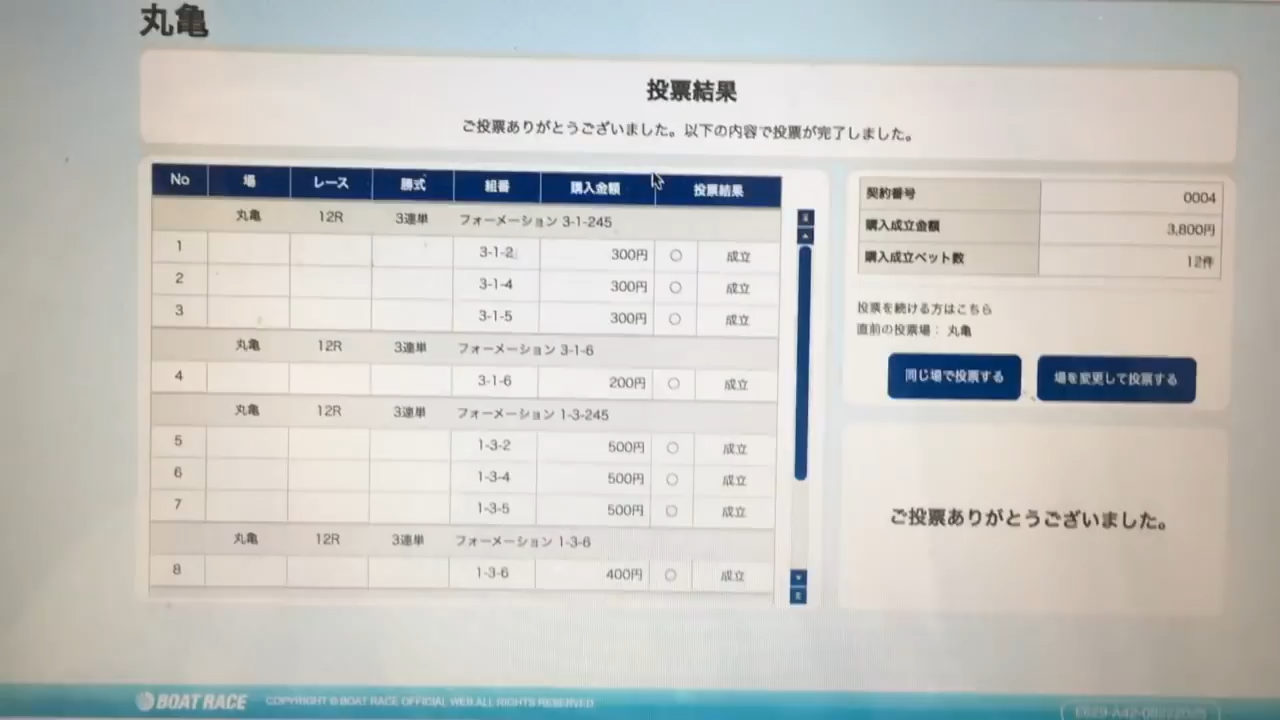 丸亀
投票結果
ご投票ありがとうございました。以下の内容で投票が完了しました。
No 場 レース 勝式 組番 購入金額 投票結果
丸亀 12R 3連単 フォーメーション 3-1-245
1 3-1-2 300円 ○ 成立
2 3-1-4 300円 ○ 成立
3 3-1-5 300円 ○ 成立
丸亀 12R 3連単 フォーメーション 3-1-6
4 3-1-6 200円 ○ 成立
丸亀 12R 3連単 フォーメーション 1-3-245
5 1-3-2 500円 ○ 成立
6 1-3-4 500円 ○ 成立
7 1-3-5 500円 ○ 成立
丸亀 12R 3連単 フォーメーション 1-3-6
8 1-3-6 400円 ○ 成立
契約番号 0004
購入成立金額 3,800円
購入成立ベット数 12件
投票を続ける方はこちら
直前の投票場： 丸亀
同じ場で投票する 場を変更して投票する
ご投票ありがとうございました。
BOAT RACE COPYRIGHT © BOAT RACE OFFICIAL WEB ALL RIGHTS RESERVED